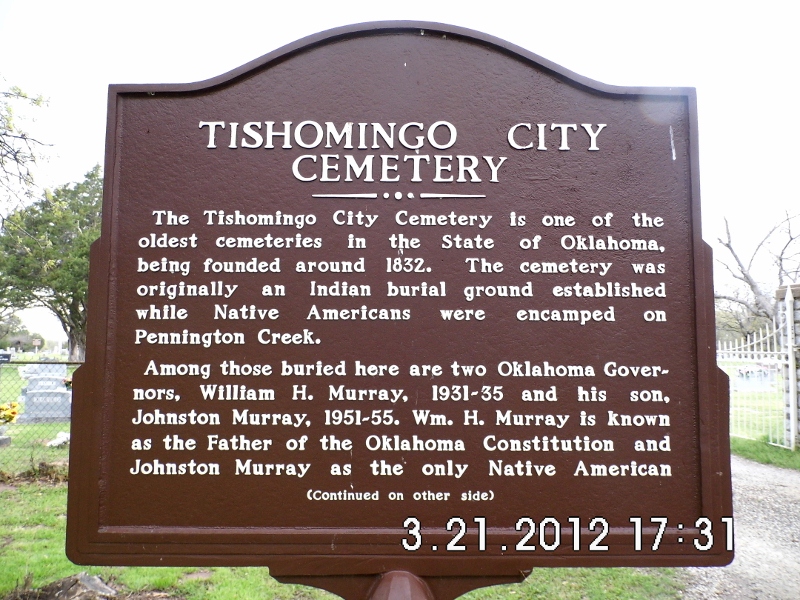 TISHOMINGO CITY
CEMETERY
The Tishomingo City Cemetery is one of the
oldest cemeteries in the State of Oklahoma,
being founded around 1832. The cemetery was
originally an Indian burial ground established
while Native Americans were encamped on
Pennington Creek.
Among those buried here are two Oklahoma Gover-
nors, William H. Murray, 1931-35 and his son,
Johnston Murray, 1951-55. Wm. H. Murray is known
as the Father of the Oklahoma Constitution and
Johnston Murray as the only Native American
(Continued on other side)
3.21.2012 17:31